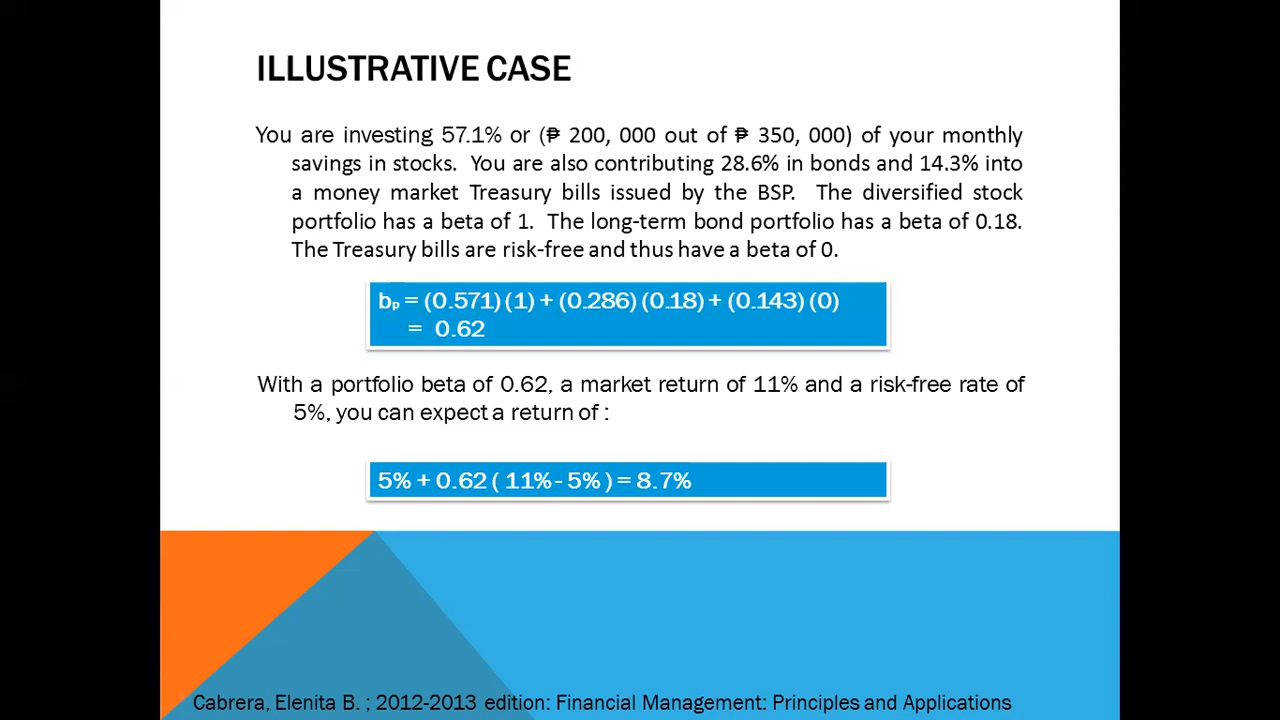 ILLUSTRATIVE CASE
You are investing 57.1% or (₱ 200, 000 out of ₱ 350, 000) of your monthly
savings in stocks. You are also contributing 28.6% in bonds and 14.3% into
a money market Treasury bills issued by the BSP. The diversified stock
portfolio has a beta of 1. The long-term bond portfolio has a beta of 0.18.
The Treasury bills are risk-free and thus have a beta of 0.
bₚ = (0.571) (1) + (0.286) (0.18) + (0.143) (0)
= 0.62
With a portfolio beta of 0.62, a market return of 11% and a risk-free rate of
5%, you can expect a return of :
5% + 0.62 ( 11% - 5% ) = 8.7%
Cabrera, Elenita B. ; 2012-2013 edition: Financial Management: Principles and Applications